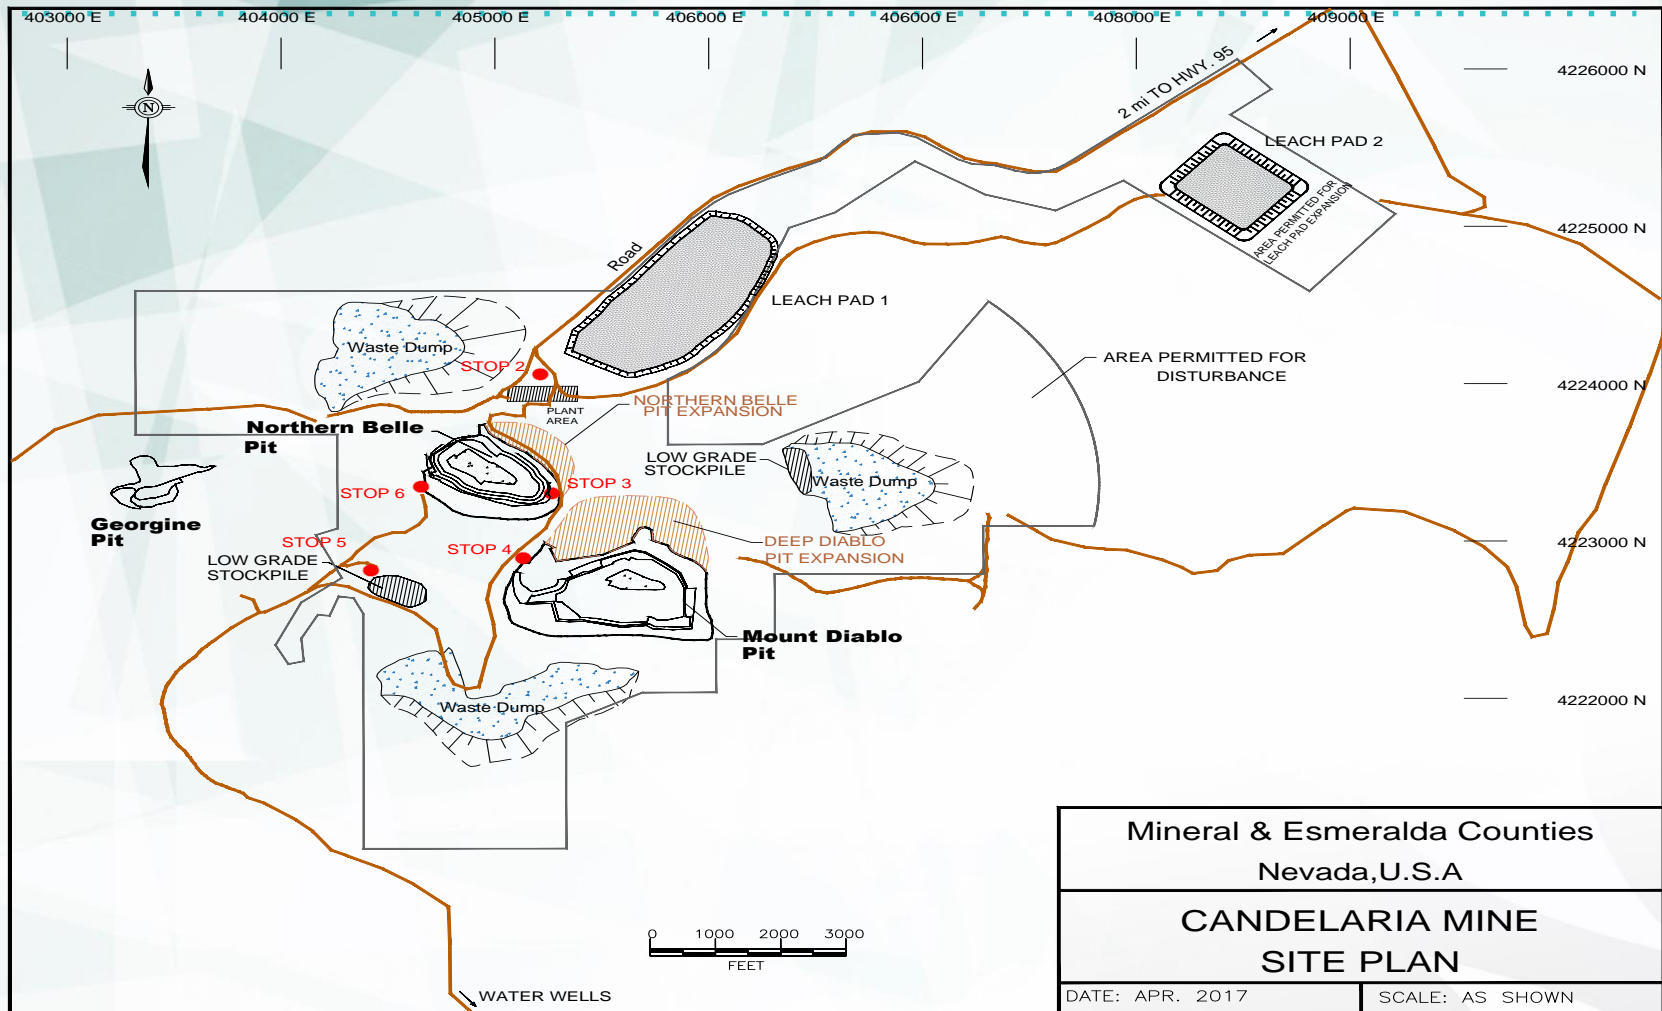 403000 E
404000 E
405000 E
406000 E
406000 E
408000 E
409000 E
4226000 N
2 mi TO HWY. 95
N
LEACH PAD 2
AREA PERMITTED FOR
LEACH PAD EXPANSION
4225000 N
Road
LEACH PAD 1
Waste Dump
STOP 2
AREA PERMITTED FOR
DISTURBANCE
4224000 N
NORTHERN BELLE
PIT EXPANSION
PLANT
AREA
Northern Belle
Pit
LOW GRADE
STOCKPILE
Waste Dump
STOP 3
STOP 6
Georgine
Pit
STOP 5
STOP 4
DEEP DIABLO
PIT EXPANSION
4223000 N
LOW GRADE
STOCKPILE
Mount Diablo
Pit
Waste Dump
4222000 N
Mineral & Esmeralda Counties
Nevada,U.S.A
CANDELARIA MINE
SITE PLAN
DATE: APR. 2017
SCALE: AS SHOWN
0 1000 2000 3000
FEET
WATER WELLS